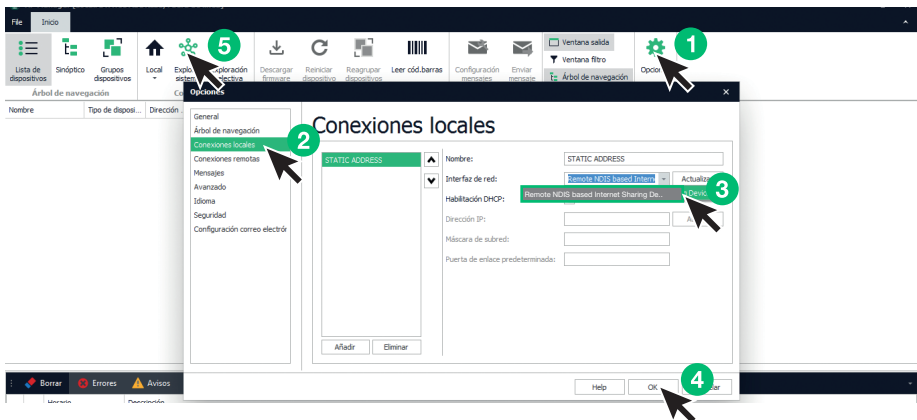 File Inicio
5
1
Lista de dispositivos
Sinóptico
Grupos dispositivos
Local
Descargar firmware
Reiniciar dispositivo
Reagrupar dispositivos
Leer cód.barras
Configuración mensajes
Enviar mensaje
Ventana salida
Ventana filtro
Árbol de navegación
Árbol de navegación
Nombre Tipo de disposi... Dirección
Opciones
General
Árbol de navegación
Conexiones locales
Conexiones remotas
Mensajes
Avanzado
Idioma
Seguridad
Configuración correo electrór
2
Conexiones locales
STATIC ADDRESS
Nombre: STATIC ADDRESS
Interfaz de red: Remote NDIS based Intern
Remote NDIS based Internet Sharing De..
3
Habilitación DHCP:
Dirección IP:
Máscara de subred:
Puerta de enlace predeterminada:
Añadir Eliminar
Help OK
4
Borrar Errores Avisos
Horario Descripción